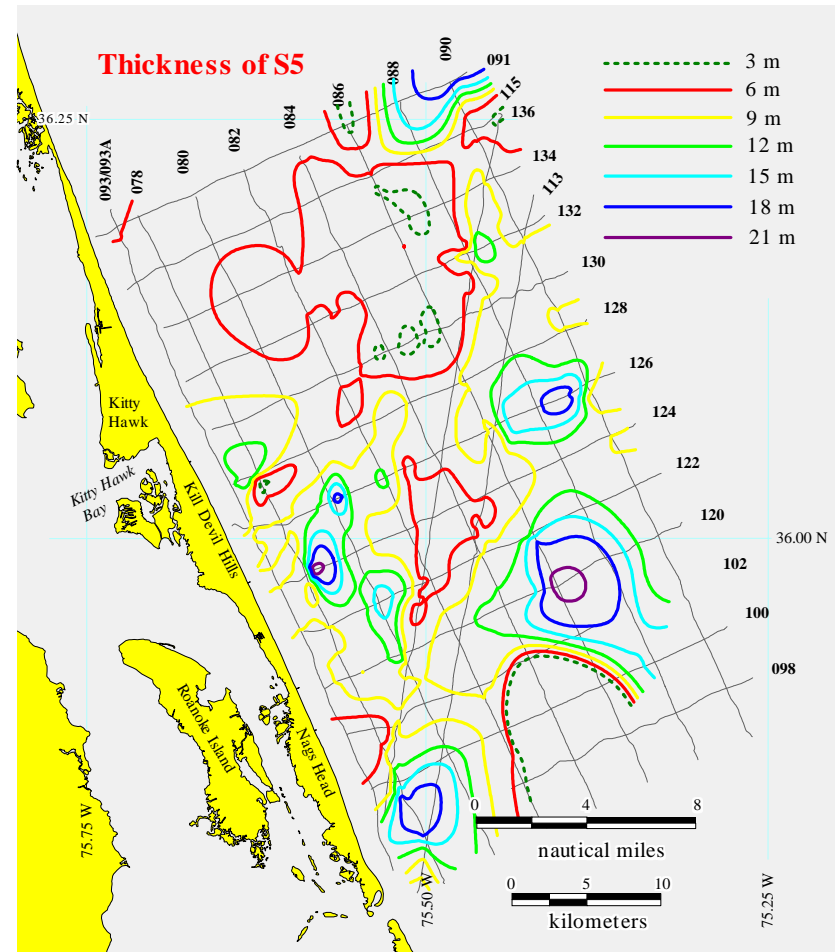 Thickness of S5
090
091
088
086
084
082
080
078
093/093A
115
136
134
113
132
130
128
126
124
122
120
102
100
098
3 m
6 m
9 m
12 m
15 m
18 m
21 m
36.25 N
36.00 N
Kitty
Hawk
Kitty Hawk
Bay
Kill Devil Hills
Roanoke Island
Nags Head
75.75 W
75.50 W
75.25 W
0 4 8
nautical miles
0 5 10
kilometers